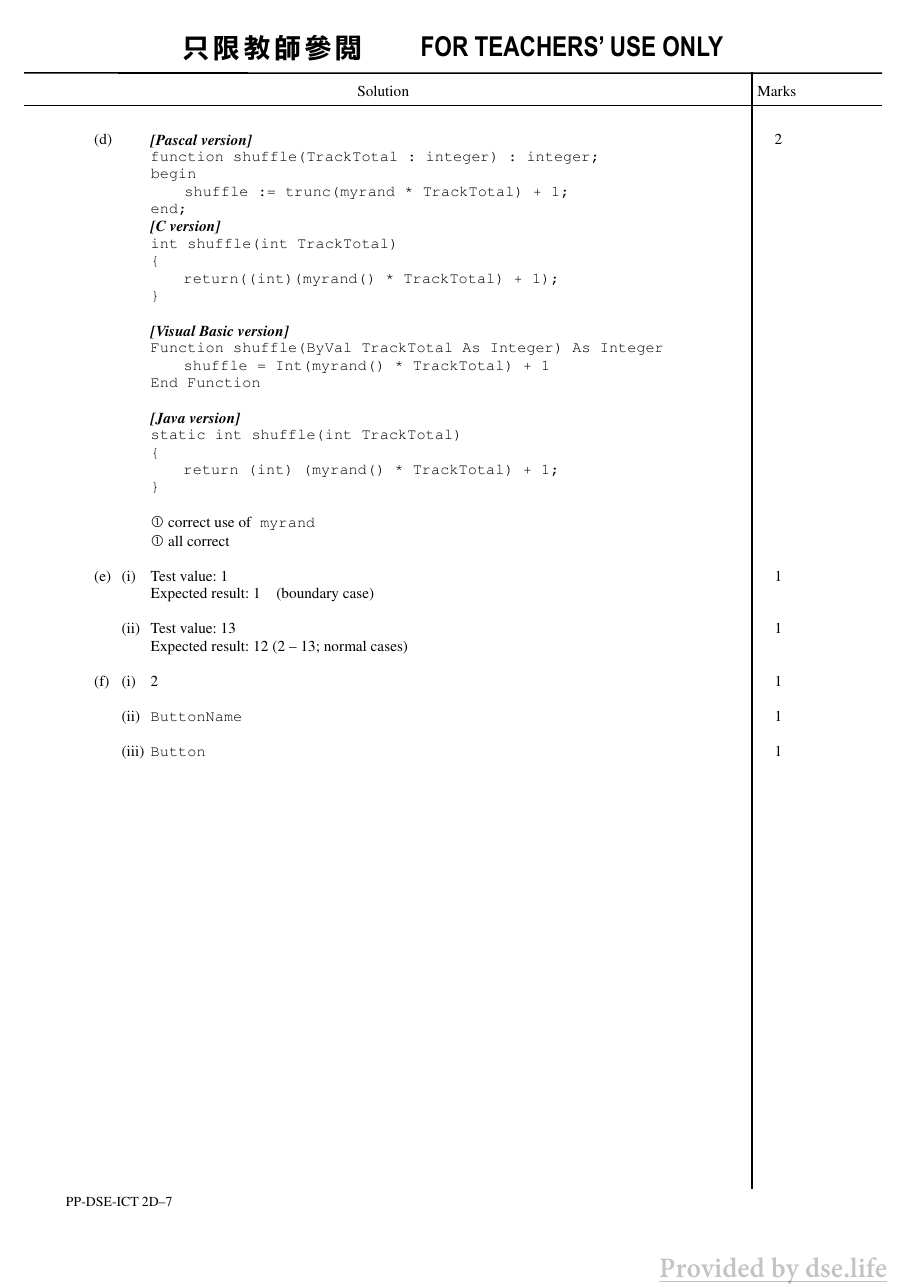 只限教師參閱 FOR TEACHERS' USE ONLY
Solution Marks
(d) [Pascal version] 2
function shuffle(TrackTotal : integer) : integer;
begin
shuffle := trunc(myrand * TrackTotal) + 1;
end;
[C version]
int shuffle(int TrackTotal)
{
return((int)(myrand() * TrackTotal) + 1);
}
[Visual Basic version]
Function shuffle(ByVal TrackTotal As Integer) As Integer
shuffle = Int(myrand() * TrackTotal) + 1
End Function
[Java version]
static int shuffle(int TrackTotal)
{
return (int) (myrand() * TrackTotal) + 1;
}
① correct use of myrand
① all correct
(e) (i) Test value: 1 1
Expected result: 1 (boundary case)
(ii) Test value: 13 1
Expected result: 12 (2 – 13; normal cases)
(f) (i) 2 1
(ii) ButtonName 1
(iii) Button 1
PP-DSE-ICT 2D–7
Provided by dse.life